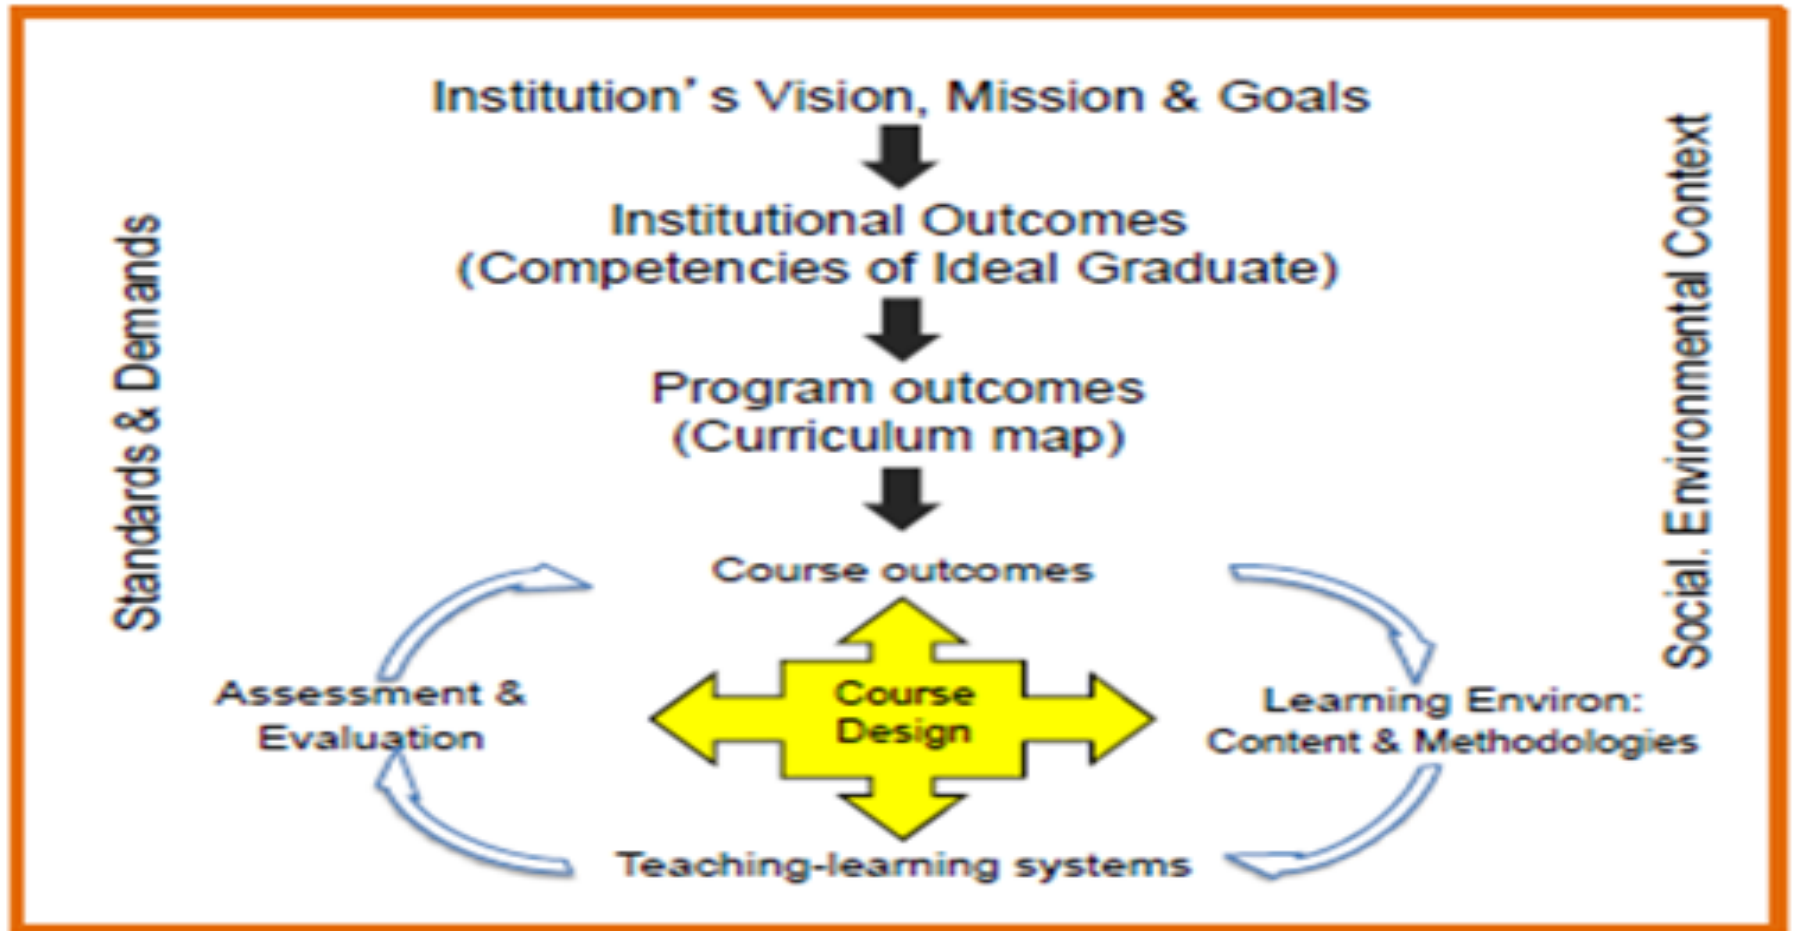 Institution's Vision, Mission & Goals
Institutional Outcomes
(Competencies of Ideal Graduate)
Program outcomes
(Curriculum map)
Standards & Demands
Social. Environmental Context
Course outcomes
Assessment &
Evaluation
Course
Design
Learning Environ:
Content & Methodologies
Teaching-learning systems